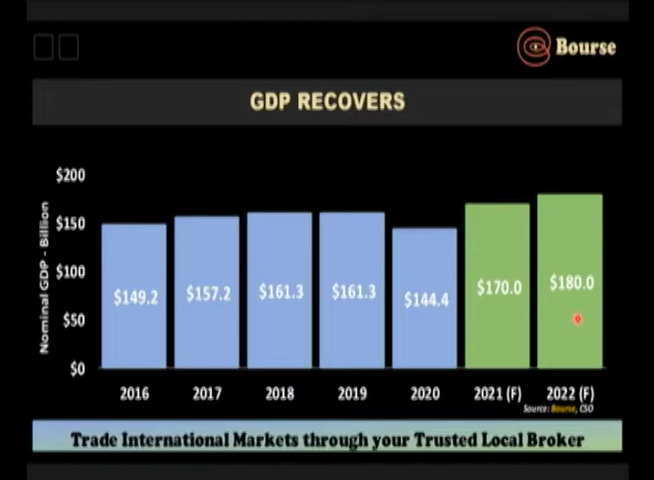 Bourse
GDP RECOVERS
Nominal GDP - Billion
$200
$150
$100
$50
$0
$149.2
$157.2
$161.3
$161.3
$144.4
$170.0
$180.0
2016
2017
2018
2019
2020
2021 (F)
2022 (F)
Source: Bourse, CSO
Trade International Markets through your Trusted Local Broker